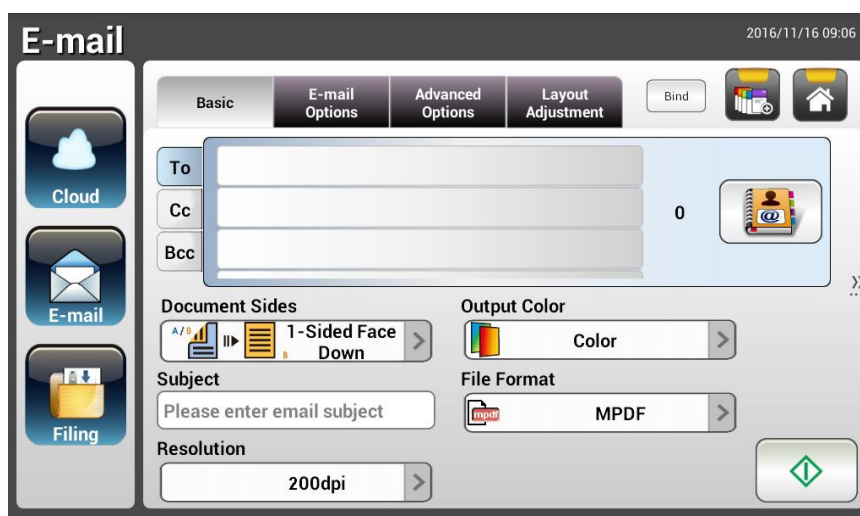 E-mail
2016/11/16 09:06
Basic
E-mail
Options
Advanced
Options
Layout
Adjustment
Bind
Cloud
E-mail
Filing
To
Cc
Bcc
0
@
Document Sides
A/B
B
1-Sided Face
Down
Output Color
Color
Subject
Please enter email subject
File Format
mpdf
MPDF
Resolution
200dpi